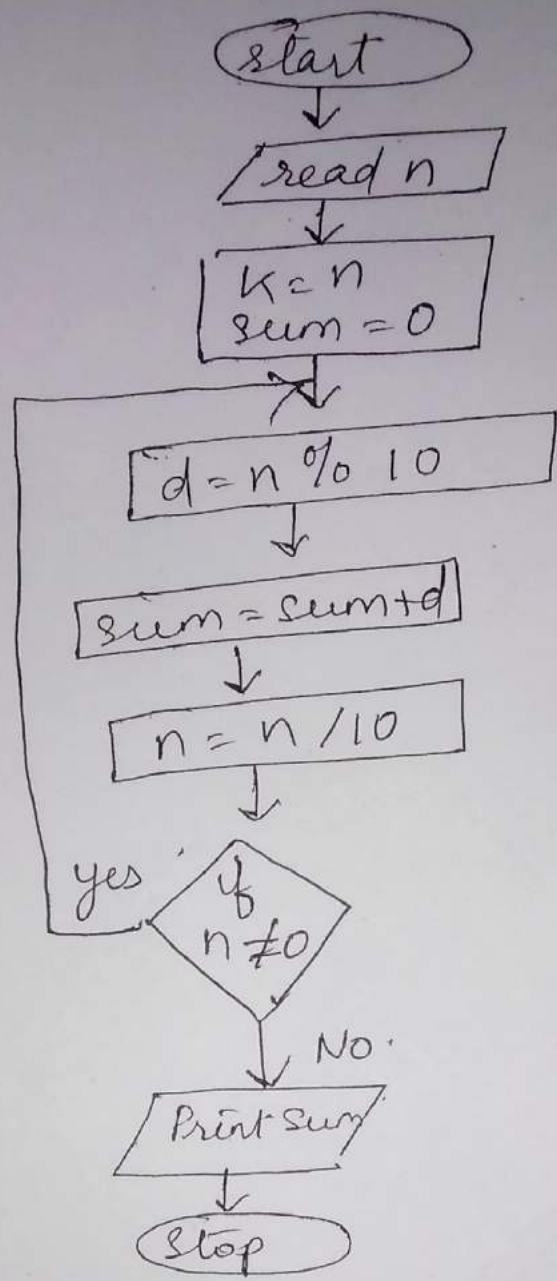 start
read n
K = n
sum = 0
d = n % 10
sum = sum + d
n = n / 10
yes
if
n ≠ 0
No.
Print Sum
Stop